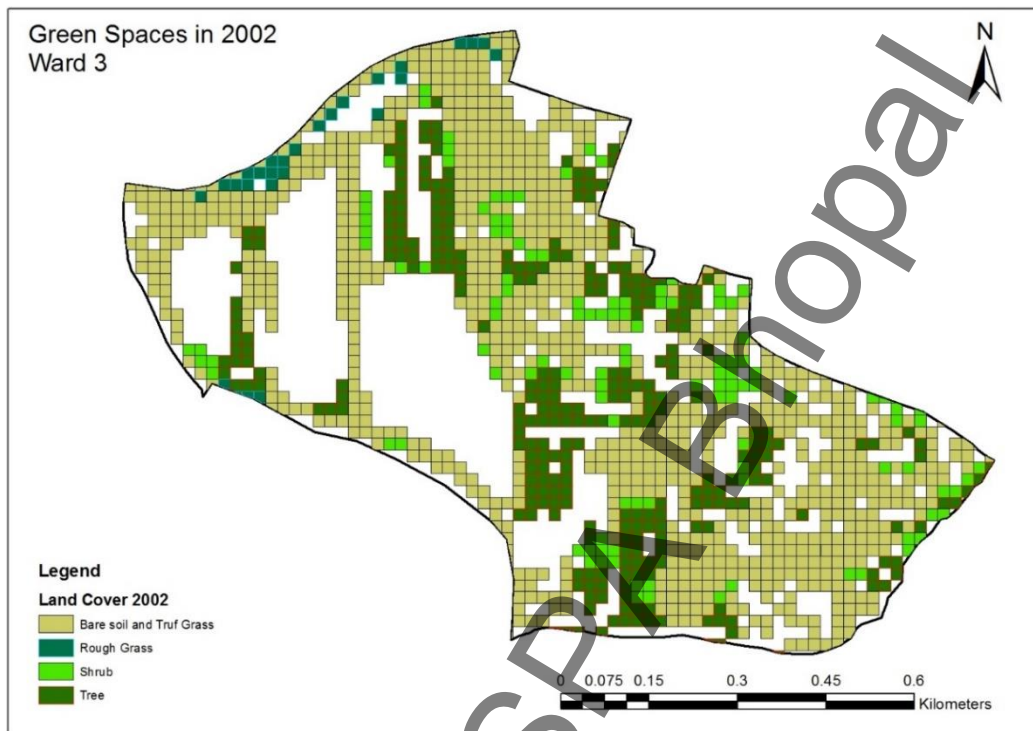 Green Spaces in 2002
Ward 3
N
Legend
Land Cover 2002
Bare soil and Truf Grass
Rough Grass
Shrub
Tree
0 0.075 0.15 0.3 0.45 0.6
Kilometers
SPA Bhopal